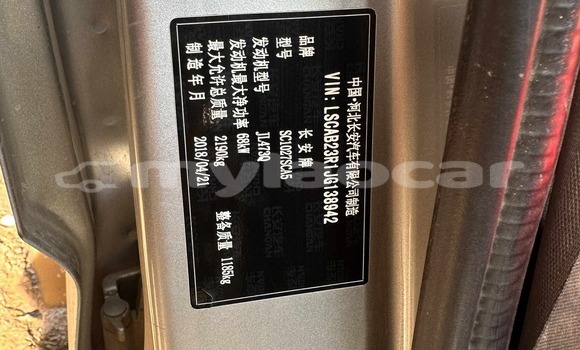 中国·河北长安汽车有限公司制造
VIN: LSCAB23R1JG138942
品牌 长安牌
型号 SC1027SCA5
发动机型号 JL473Q
发动机最大净功率 68kW
最大允许总质量: 2190kg 整备质量 1185kg
制造年月 2018/04/21
mylaocar